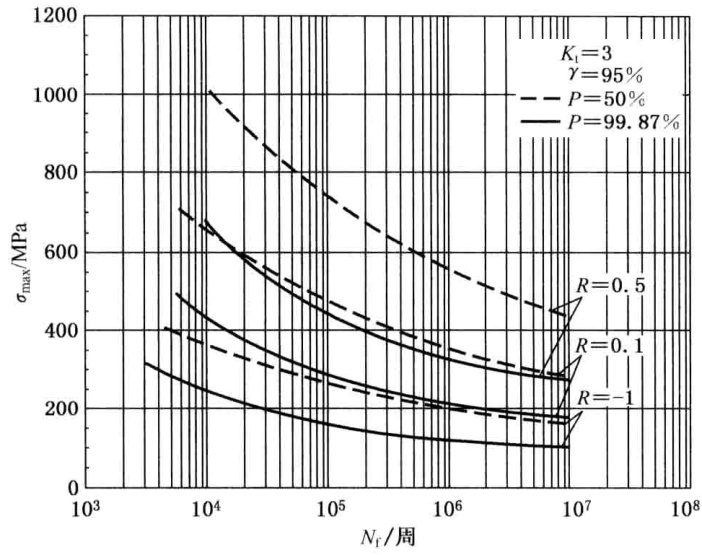 1200
1000
800
600
400
200
0
σmax/MPa
Kt=3
γ=95%
P=50%
P=99.87%
R=0.5
R=0.1
R=-1
10³ 10⁴ 10⁵ 10⁶ 10⁷ 10⁸
Nf/周